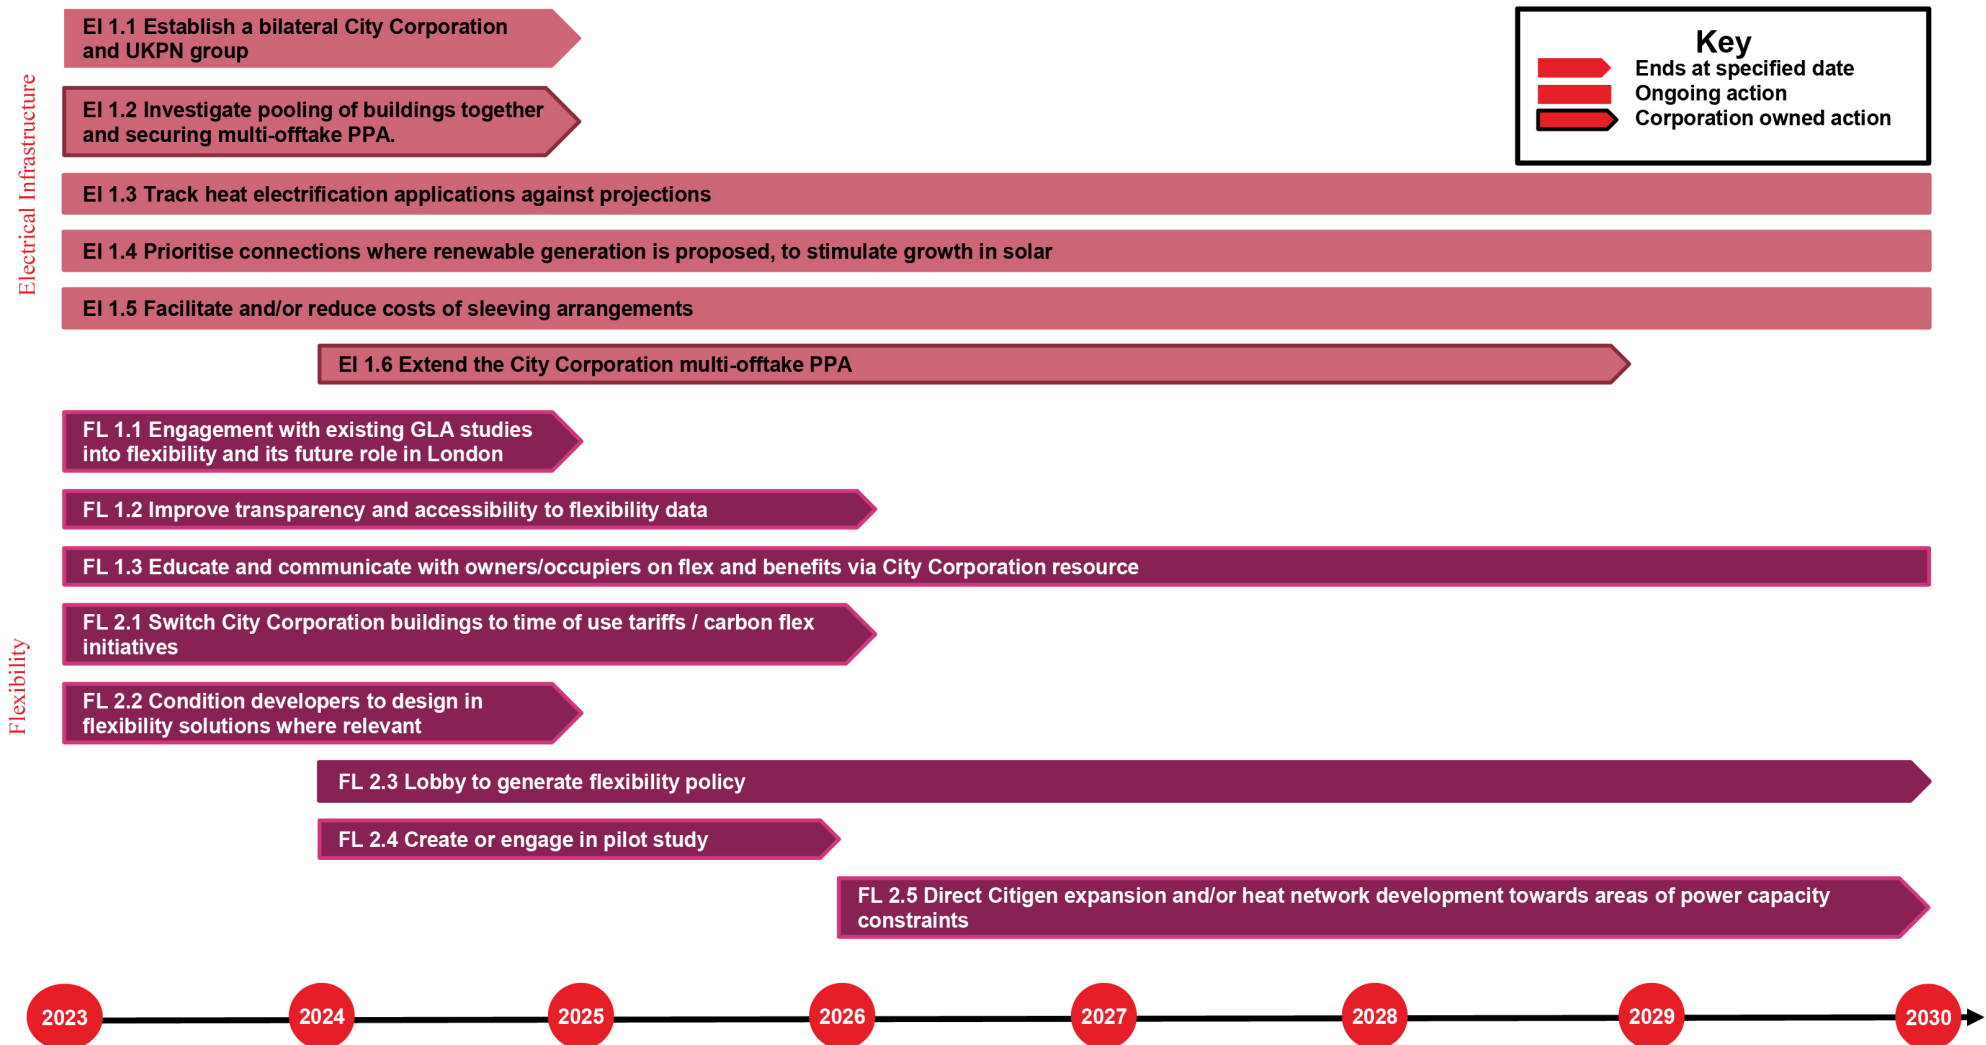 EI 1.1 Establish a bilateral City Corporation
and UKPN group
Key
Ends at specified date
Ongoing action
Corporation owned action
Electrical Infrastructure
EI 1.2 Investigate pooling of buildings together
and securing multi-offtake PPA.
EI 1.3 Track heat electrification applications against projections
EI 1.4 Prioritise connections where renewable generation is proposed, to stimulate growth in solar
EI 1.5 Facilitate and/or reduce costs of sleeving arrangements
EI 1.6 Extend the City Corporation multi-offtake PPA
Flexibility
FL 1.1 Engagement with existing GLA studies
into flexibility and its future role in London
FL 1.2 Improve transparency and accessibility to flexibility data
FL 1.3 Educate and communicate with owners/occupiers on flex and benefits via City Corporation resource
FL 2.1 Switch City Corporation buildings to time of use tariffs / carbon flex
initiatives
FL 2.2 Condition developers to design in
flexibility solutions where relevant
FL 2.3 Lobby to generate flexibility policy
FL 2.4 Create or engage in pilot study
FL 2.5 Direct Citigen expansion and/or heat network development towards areas of power capacity
constraints
2023
2024
2025
2026
2027
2028
2029
2030